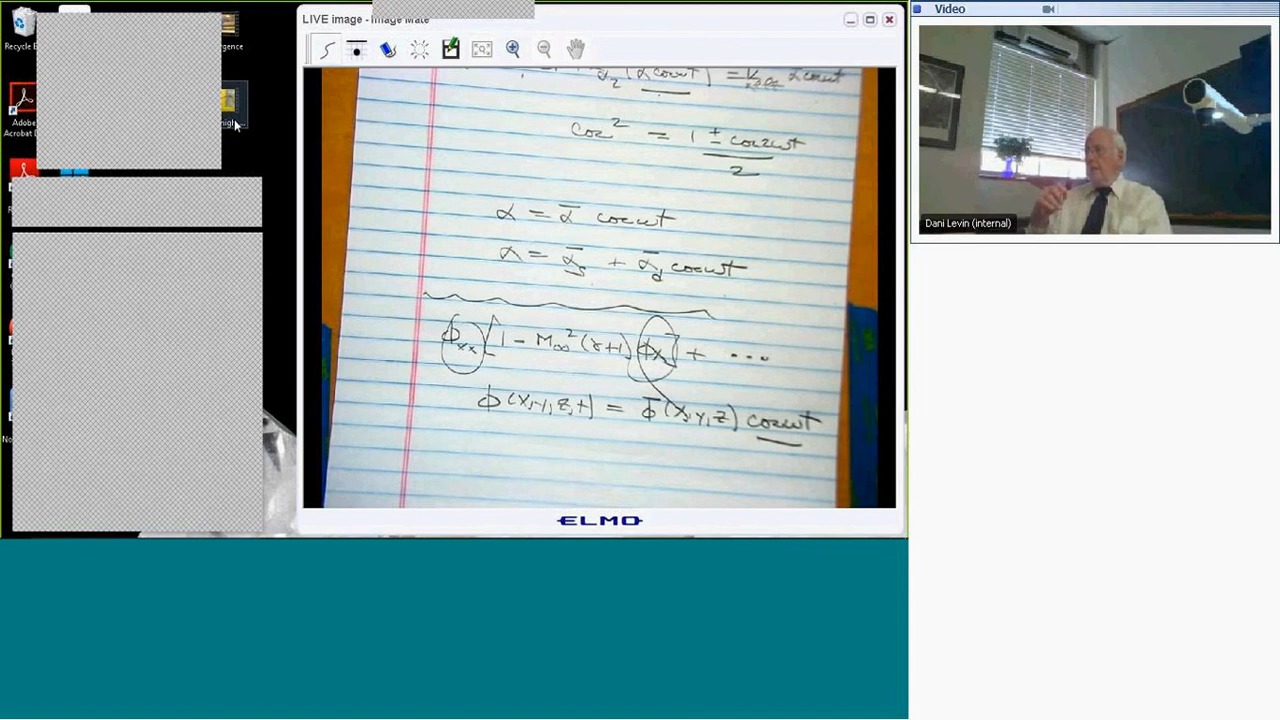 LIVE image - Image Mate
Video
Recycle
Adobe
Acrobat
(α cosωt) =
cos² = 1 ± cos2ωt
2
α = ᾱ cosωt
α = ᾱs + ᾱd cosωt
ϕxx [1 - M∞²(γ+1) ϕx] + ...
ϕ(x,y,z,t) = ϕ̄(x,y,z) cosωt
ELMO
Dani Levin (internal)